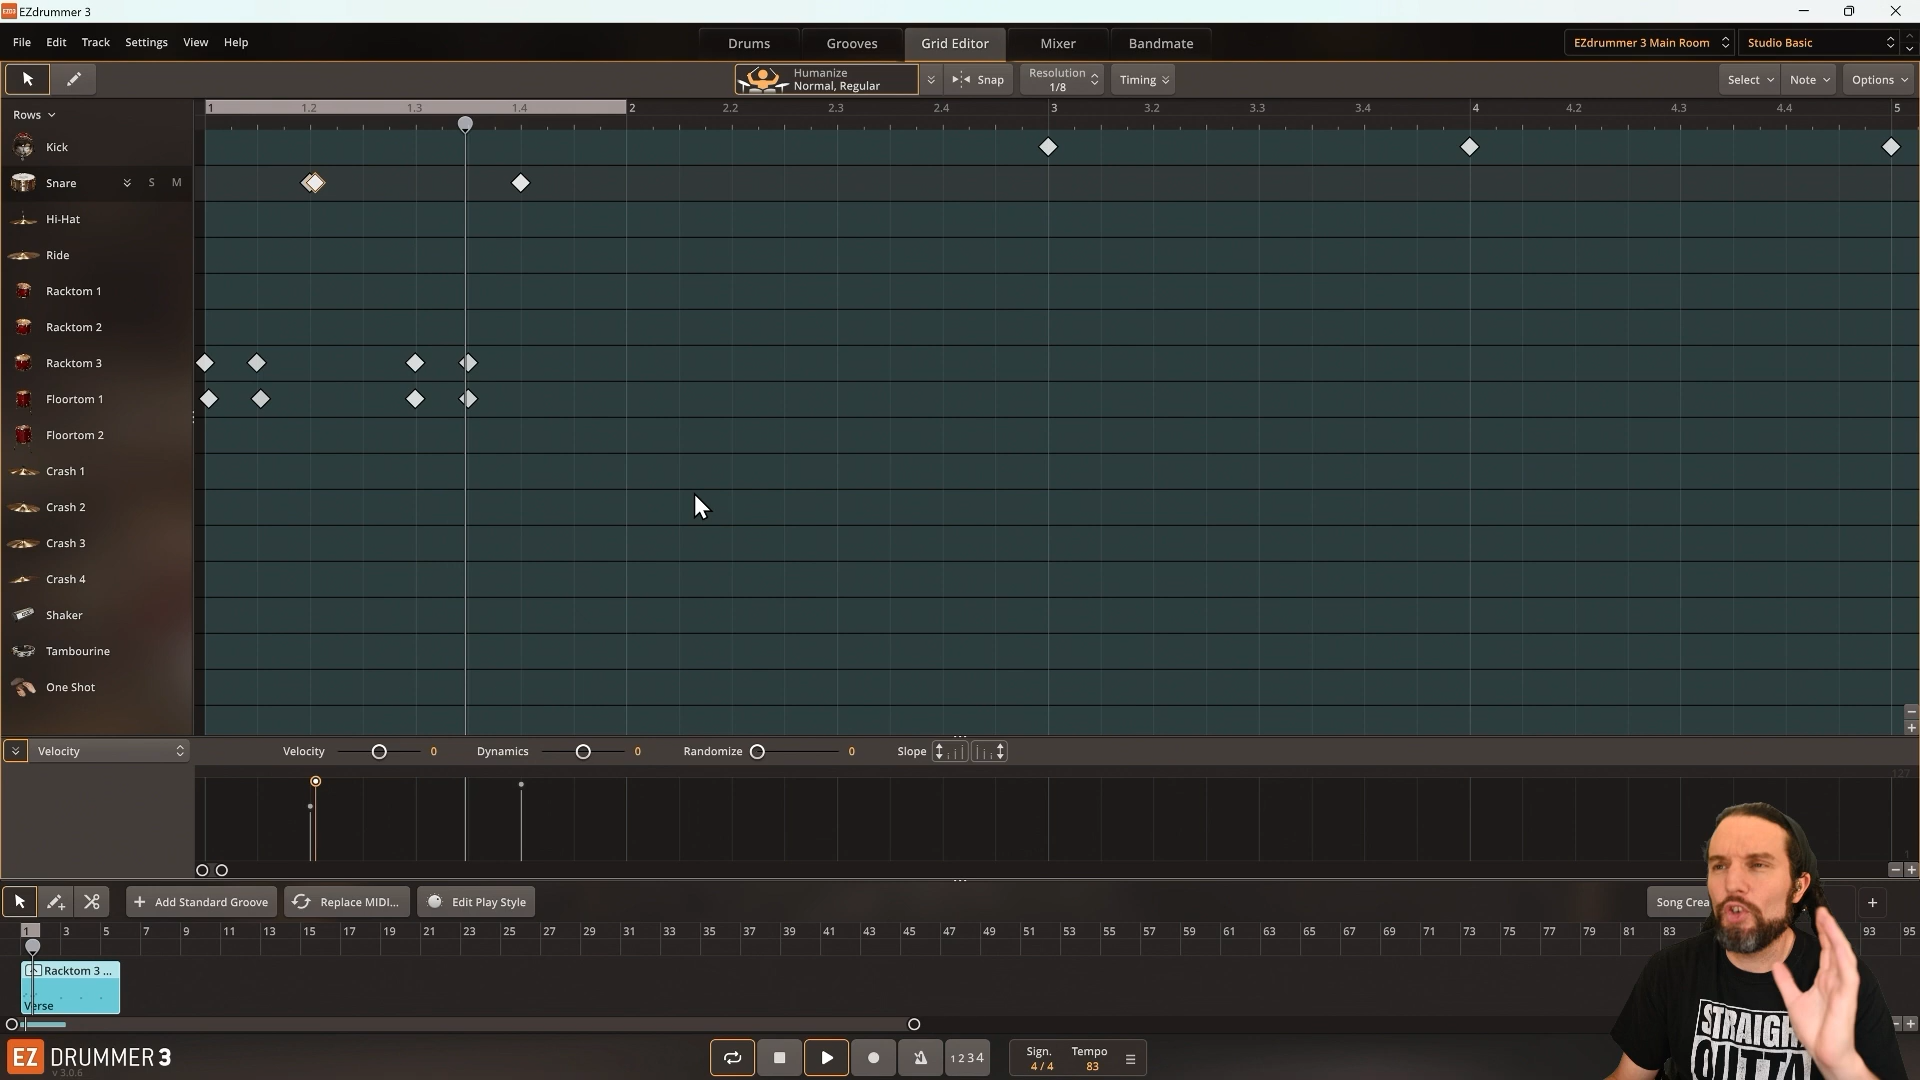 EZdrummer 3
File Edit Track Settings View Help
Drums Grooves Grid Editor Mixer Bandmate
EZdrummer 3 Main Room Studio Basic
Humanize
Normal, Regular
Snap
Resolution
1/8
Timing
Select Note Options
Rows
1 1.2 1.3 1.4 2 2.2 2.3 2.4 3 3.2 3.3 3.4 4 4.2 4.3 4.4 5
Kick
Snare S M
Hi-Hat
Ride
Racktom 1
Racktom 2
Racktom 3
Floortom 1
Floortom 2
Crash 1
Crash 2
Crash 3
Crash 4
Shaker
Tambourine
One Shot
Velocity Velocity 0 Dynamics 0 Randomize 0 Slope
127
1
Add Standard Groove Replace MIDI... Edit Play Style Song Crea
1 3 5 7 9 11 13 15 17 19 21 23 25 27 29 31 33 35 37 39 41 43 45 47 49 51 53 55 57 59 61 63 65 67 69 71 73 75 77 79 81 83 93 95
Racktom 3 ...
Verse
EZ DRUMMER 3
v 3.0.6
1 2 3 4
Sign. Tempo
4 / 4 83
STRAIGH
OUTTA